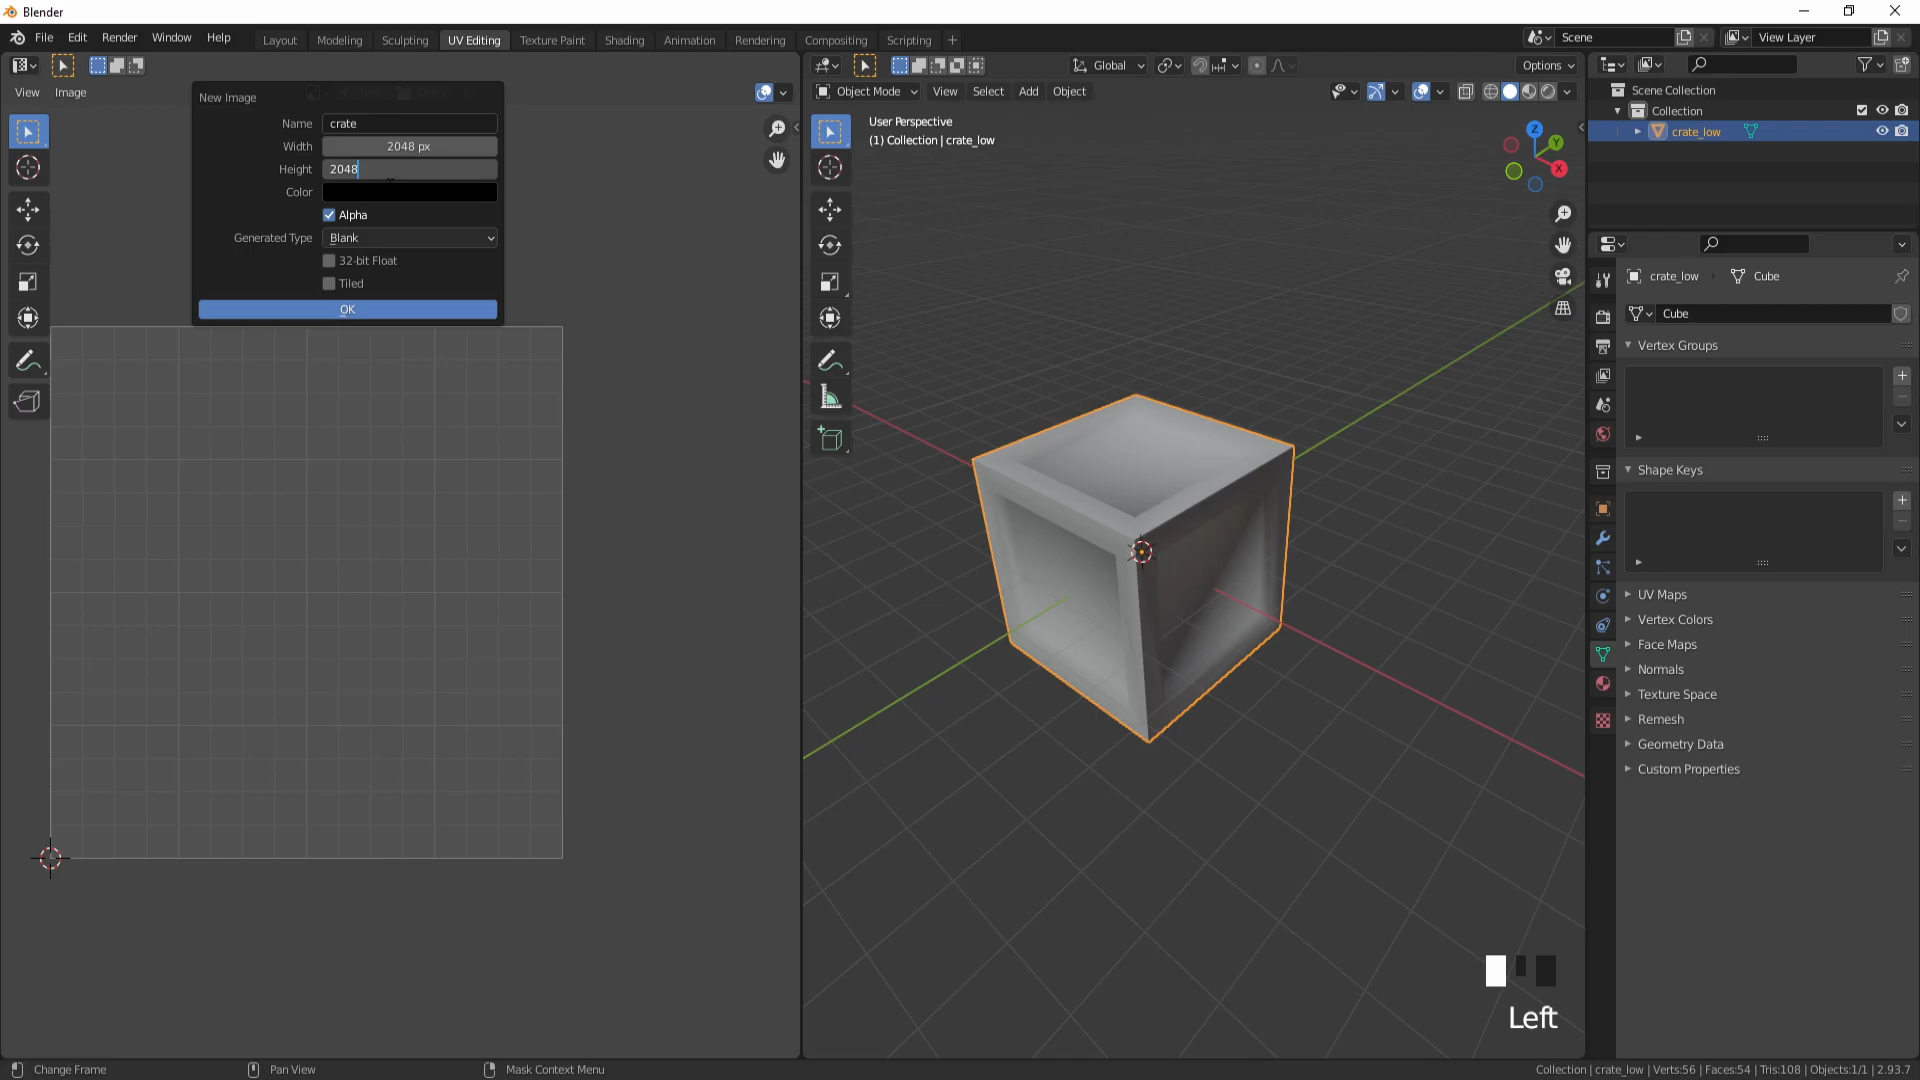 Blender
File Edit Render Window Help
Layout Modeling Sculpting UV Editing Texture Paint Shading Animation Rendering Compositing Scripting
Scene View Layer
Global Options
View Image
Object Mode View Select Add Object
New Image
Name crate
Width 2048 px
Height 2048
Color
Alpha
Generated Type Blank
32-bit Float
Tiled
OK
User Perspective
(1) Collection | crate_low
Z
Y
X
Left
Scene Collection
Collection
crate_low
crate_low Cube
Cube
Vertex Groups
Shape Keys
UV Maps
Vertex Colors
Face Maps
Normals
Texture Space
Remesh
Geometry Data
Custom Properties
Change Frame Pan View Mask Context Menu Collection | crate_low | Verts:56 | Faces:54 | Tris:108 | Objects:1/1 | 2.93.7